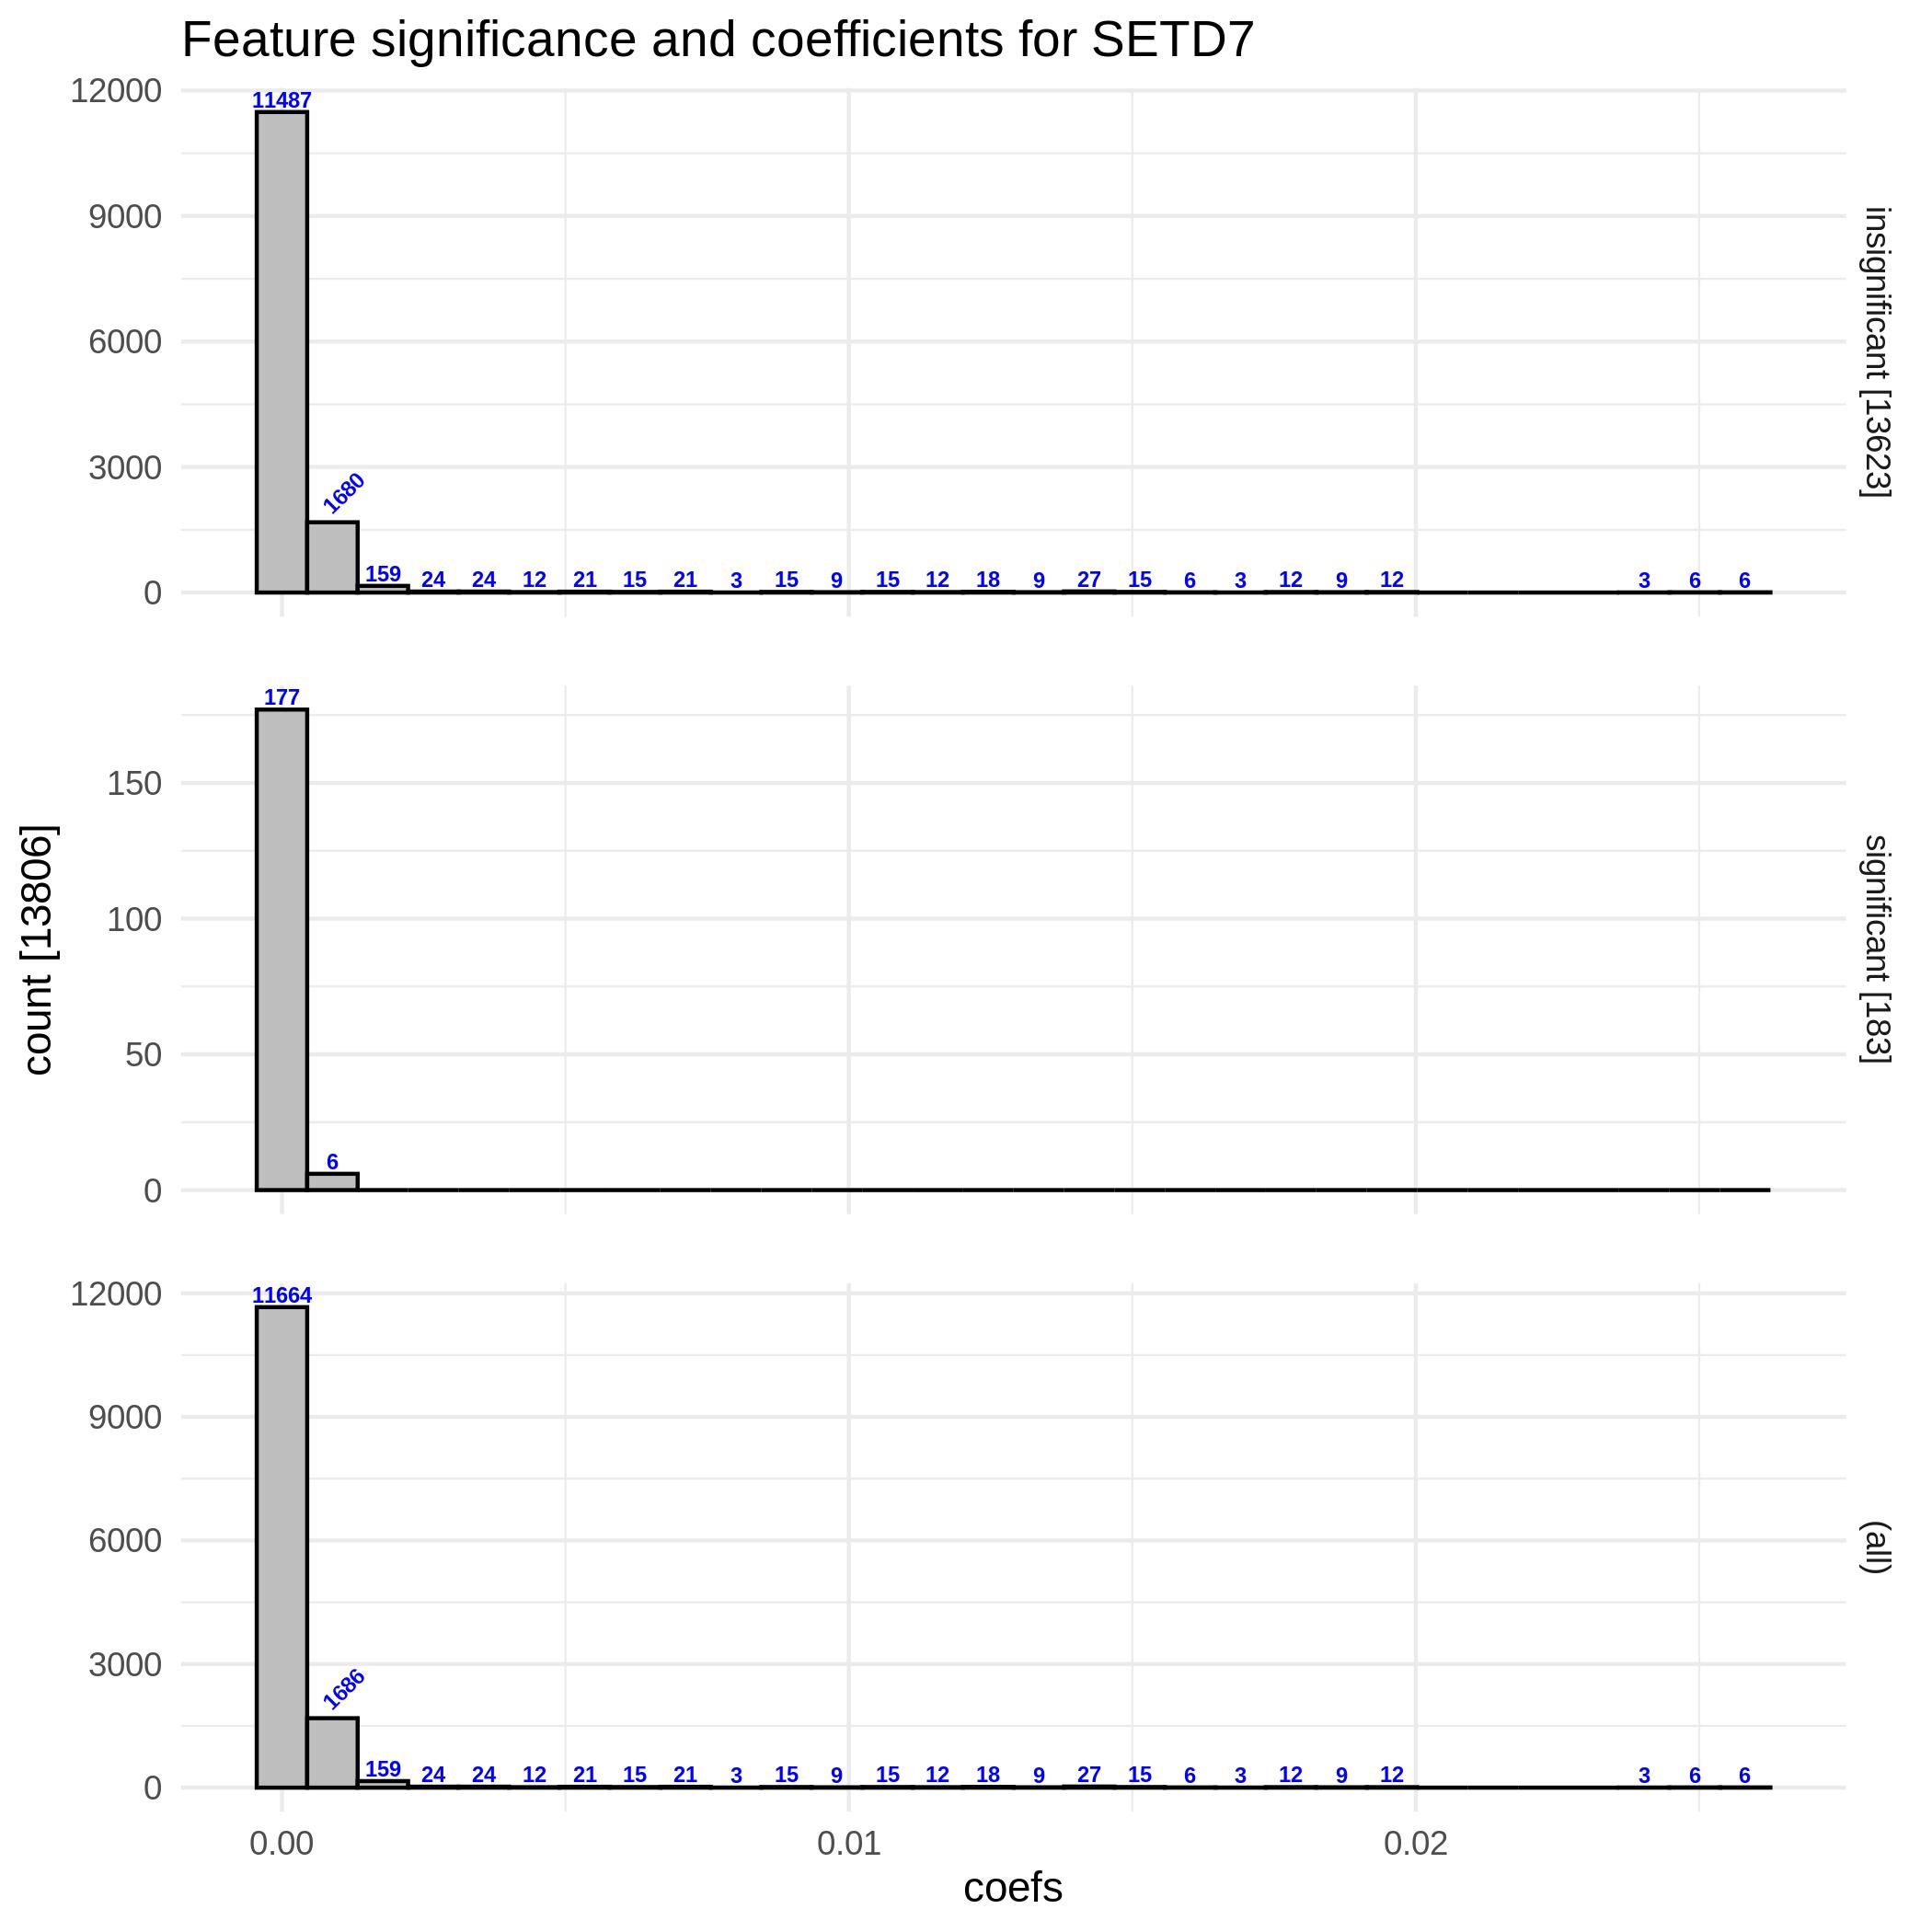 Feature significance and coefficients for SETD7
12000
9000
6000
3000
0
11487
1680
159 24 24 12 21 15 21 3 15 9 15 12 18 9 27 15 6 3 12 9 12 3 6 6
insignificant [13623]
count [13806]
150
100
50
0
177
6
significant [183]
12000
9000
6000
3000
0
11664
1686
159 24 24 12 21 15 21 3 15 9 15 12 18 9 27 15 6 3 12 9 12 3 6 6
(all)
0.00 0.01 0.02
coefs